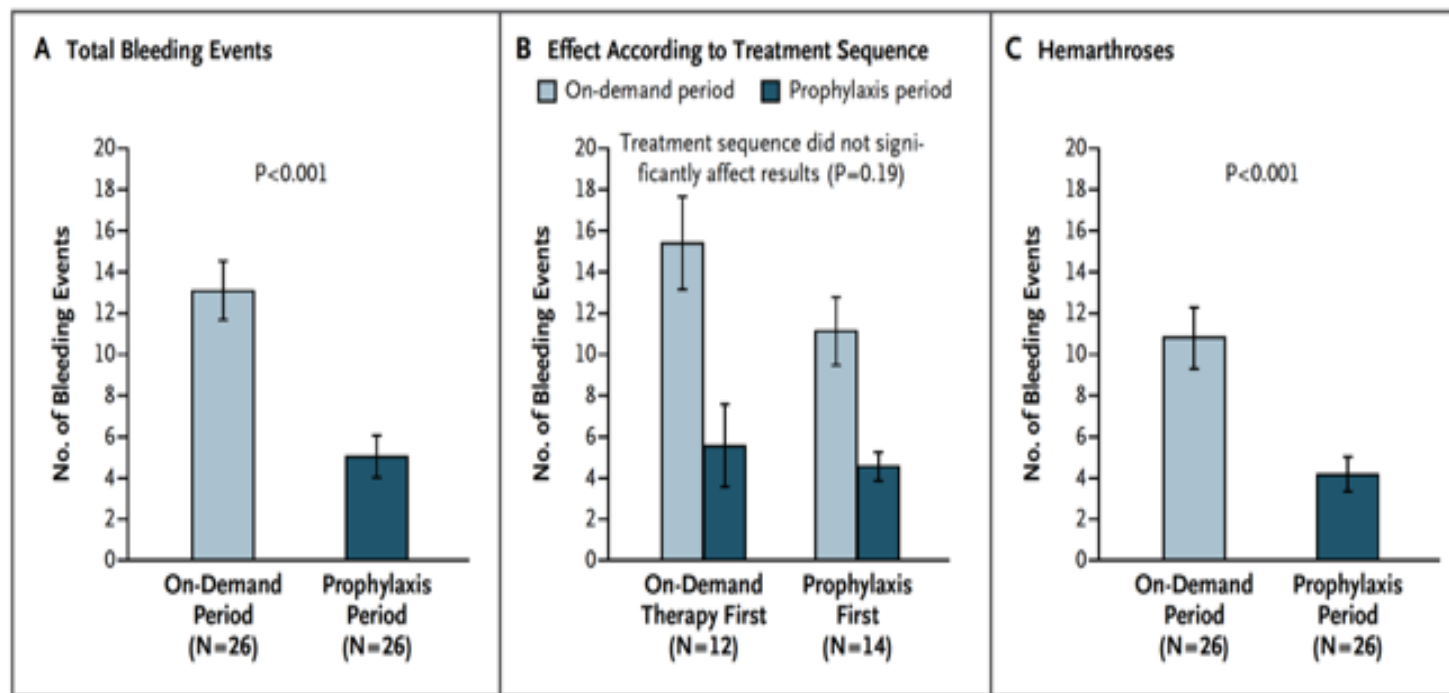 A Total Bleeding Events
P<0.001
No. of Bleeding Events
20
18
16
14
12
10
8
6
4
2
0
On-Demand
Period
(N=26)
Prophylaxis
Period
(N=26)
B Effect According to Treatment Sequence
On-demand period
Prophylaxis period
Treatment sequence did not signi-
ficantly affect results (P=0.19)
No. of Bleeding Events
20
18
16
14
12
10
8
6
4
2
0
On-Demand
Therapy First
(N=12)
Prophylaxis
First
(N=14)
C Hemarthroses
P<0.001
No. of Bleeding Events
20
18
16
14
12
10
8
6
4
2
0
On-Demand
Period
(N=26)
Prophylaxis
Period
(N=26)